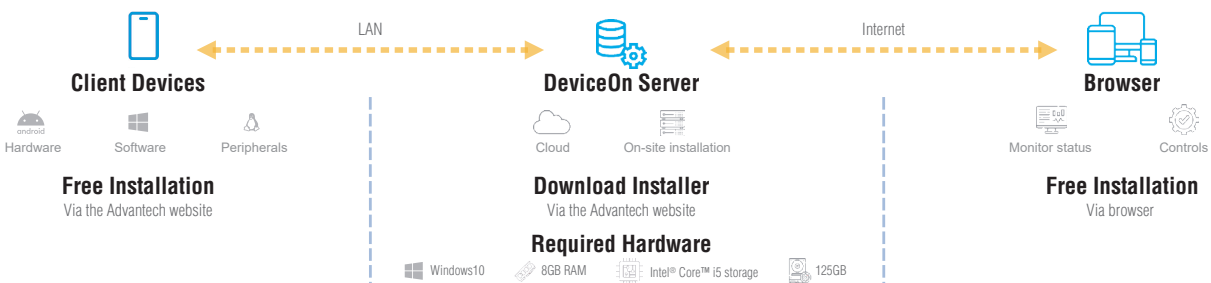 LAN
Internet
Client Devices
DeviceOn Server
Browser
android
Hardware
Software
Peripherals
Cloud
On-site installation
Monitor status
Controls
Free Installation
Via the Advantech website
Download Installer
Via the Advantech website
Free Installation
Via browser
Required Hardware
Windows10
8GB RAM
Intel® Core™ i5 storage
125GB